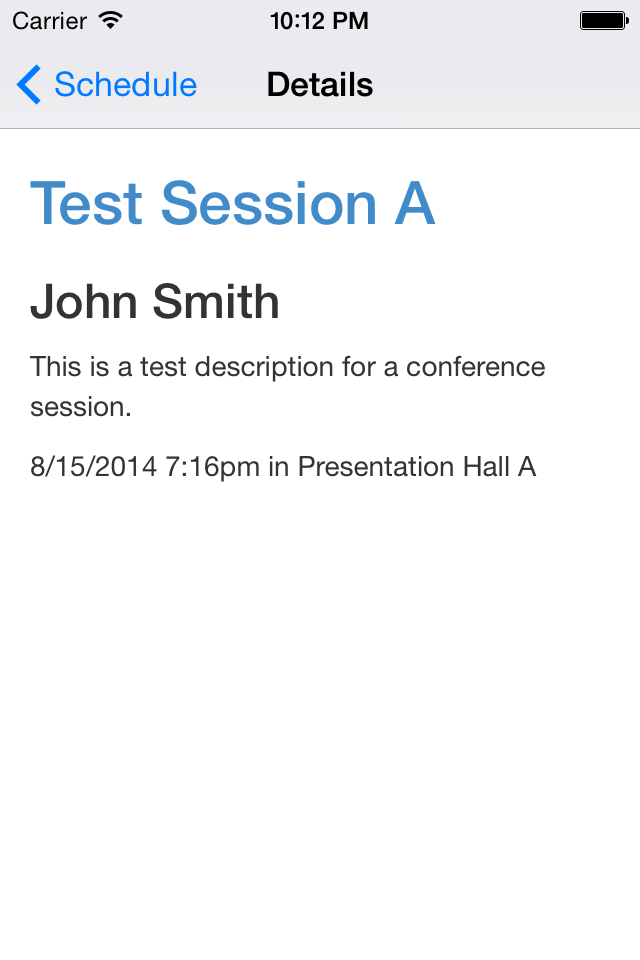 Carrier 10:12 PM
Schedule Details
Test Session A
John Smith
This is a test description for a conference
session.
8/15/2014 7:16pm in Presentation Hall A